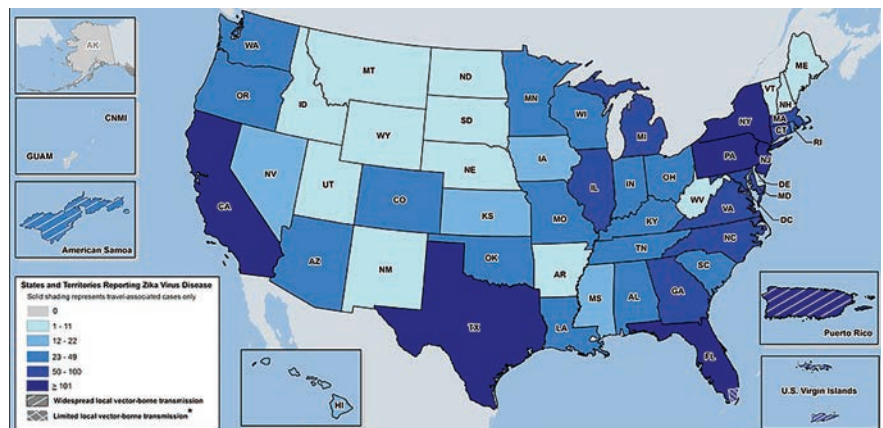 AK
CNMI
GUAM
American Samoa
WA
OR
CA
NV
ID
MT
WY
UT
AZ
CO
NM
ND
SD
NE
KS
OK
TX
MN
IA
MO
AR
LA
WI
IL
MI
IN
OH
KY
TN
MS
AL
GA
FL
SC
NC
VA
WV
PA
NY
NJ
VT
NH
ME
MA
CT
RI
DE
MD
DC
HI
Puerto Rico
U.S. Virgin Islands
States and Territories Reporting Zika Virus Disease
Solid shading represents travel-associated cases only
0
1 - 11
12 - 22
23 - 49
50 - 100
≥ 101
Widespread local vector-borne transmission
Limited local vector-borne transmission*